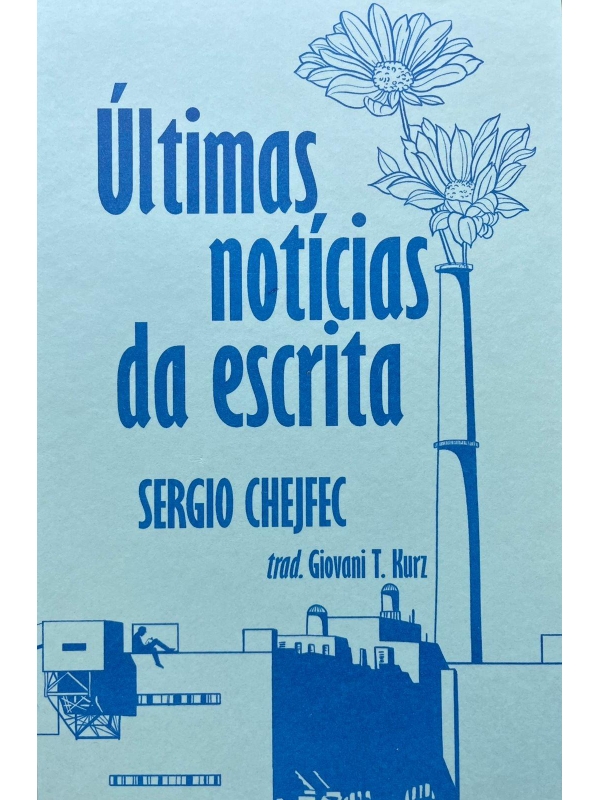 Últimas
notícias
da escrita
SERGIO CHEJFEC
trad. Giovani T. Kurz